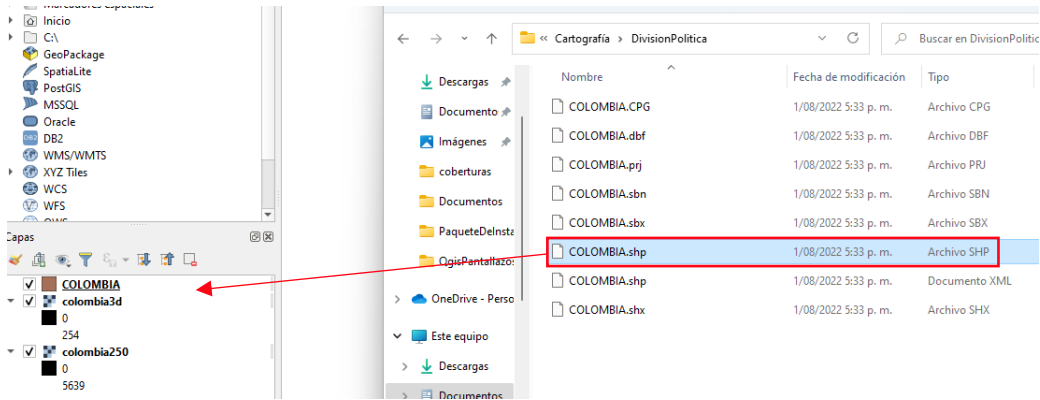 Marcadores espaciales
Inicio
C:\
GeoPackage
SpatiaLite
PostGIS
MSSQL
Oracle
DB2
WMS/WMTS
XYZ Tiles
WCS
WFS
OWS
Capas
COLOMBIA
colombia3d
0
254
colombia250
0
5639
« Cartografía > DivisionPolitica
Buscar en DivisionPolitic
Descargas
Documento
Imágenes
coberturas
Documentos
PaqueteDeInsta
QgisPantallazo
OneDrive - Perso
Este equipo
Descargas
Documentos
Nombre Fecha de modificación Tipo
COLOMBIA.CPG 1/08/2022 5:33 p. m. Archivo CPG
COLOMBIA.dbf 1/08/2022 5:33 p. m. Archivo DBF
COLOMBIA.prj 1/08/2022 5:33 p. m. Archivo PRJ
COLOMBIA.sbn 1/08/2022 5:33 p. m. Archivo SBN
COLOMBIA.sbx 1/08/2022 5:33 p. m. Archivo SBX
COLOMBIA.shp 1/08/2022 5:33 p. m. Archivo SHP
COLOMBIA.shp 1/08/2022 5:33 p. m. Documento XML
COLOMBIA.shx 1/08/2022 5:33 p. m. Archivo SHX